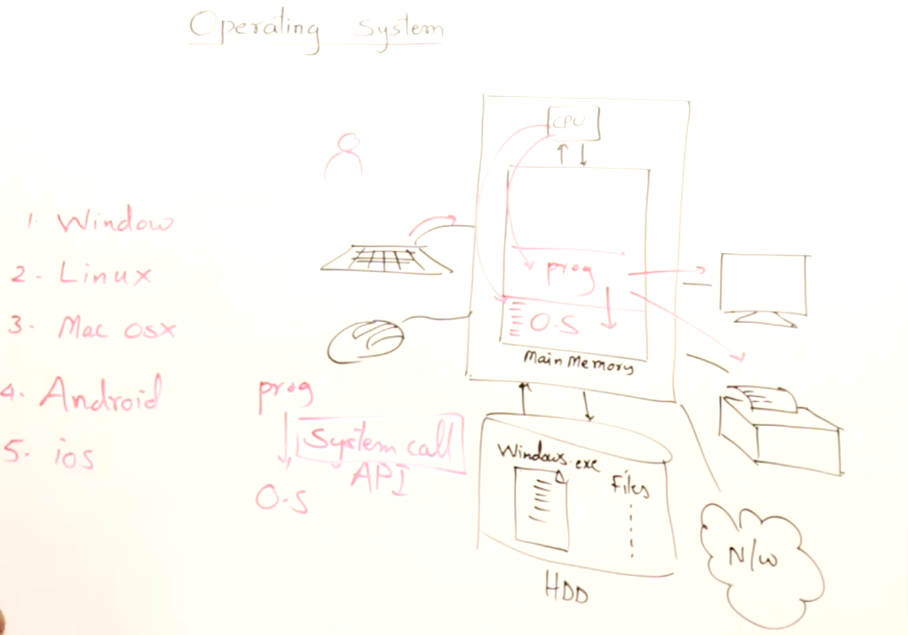 Operating System
CPU
1. Window
2. Linux
3. Mac OSX
4. Android
5. ios
prog
O.S
Main Memory
prog
System call
API
O.S
Windows.exe
Files
HDD
N/W